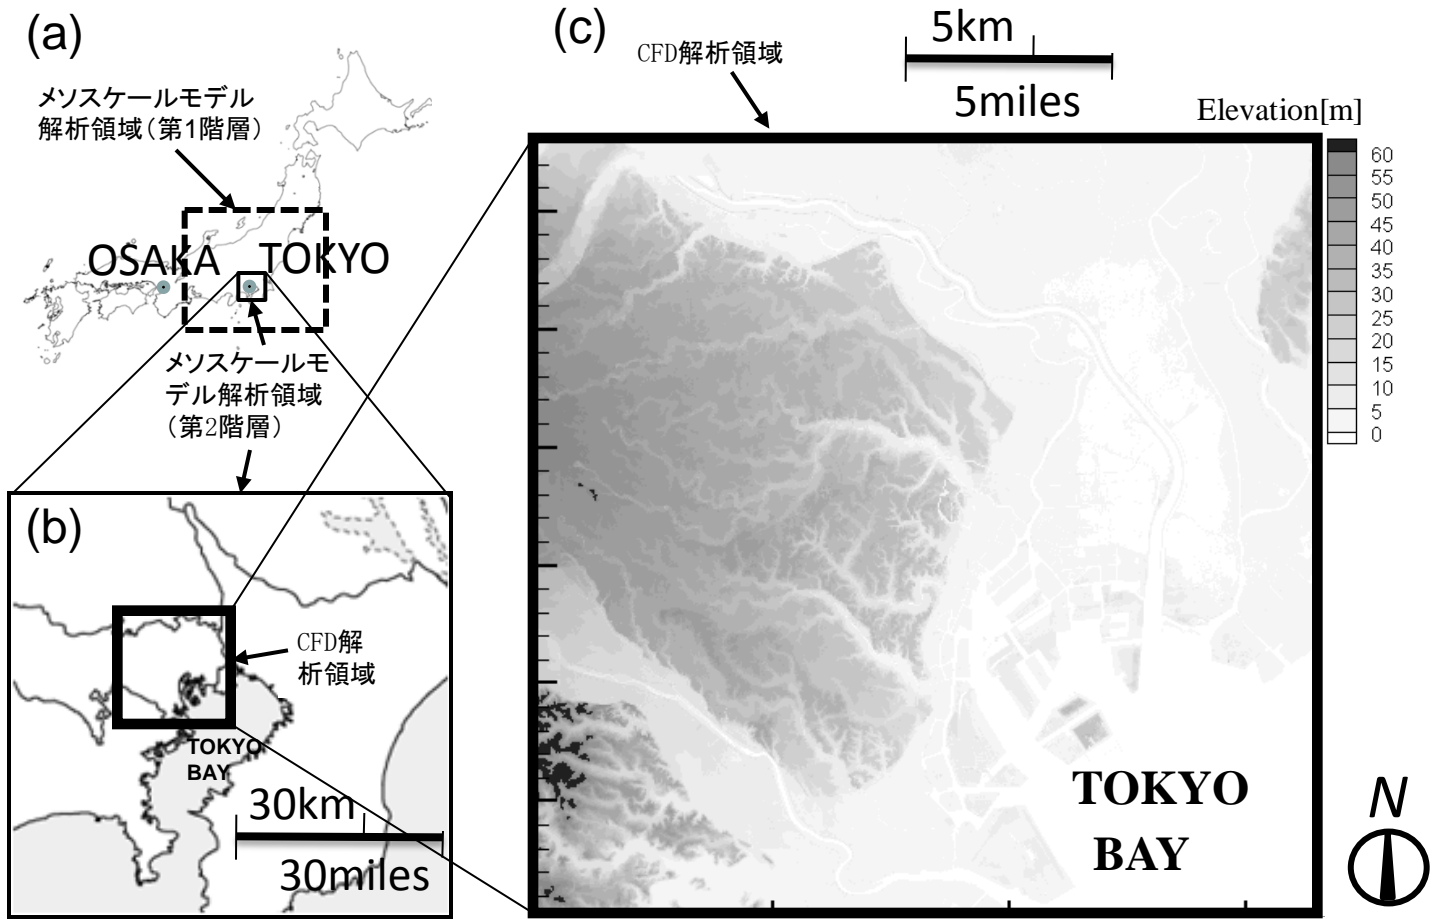 (a)
メソスケールモデル
解析領域（第1階層）
OSAKA
TOKYO
メソスケールモ
デル解析領域
（第2階層）
(b)
CFD解
析領域
TOKYO
BAY
30km
30miles
(c)
CFD解析領域
5km
5miles
Elevation[m]
60
55
50
45
40
35
30
25
20
15
10
5
0
TOKYO
BAY
N